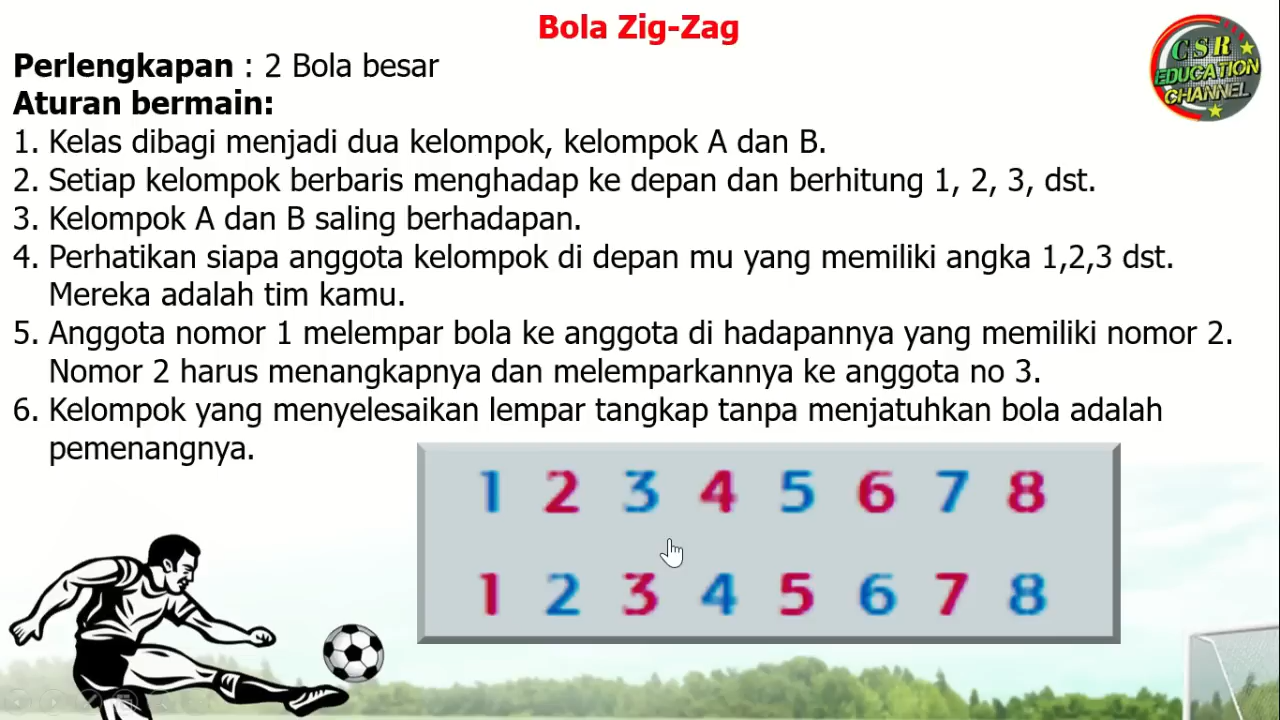 Bola Zig-Zag
CSR
EDUCATION
CHANNEL
Perlengkapan : 2 Bola besar
Aturan bermain:
1. Kelas dibagi menjadi dua kelompok, kelompok A dan B.
2. Setiap kelompok berbaris menghadap ke depan dan berhitung 1, 2, 3, dst.
3. Kelompok A dan B saling berhadapan.
4. Perhatikan siapa anggota kelompok di depan mu yang memiliki angka 1,2,3 dst.
Mereka adalah tim kamu.
5. Anggota nomor 1 melempar bola ke anggota di hadapannya yang memiliki nomor 2.
Nomor 2 harus menangkapnya dan melemparkannya ke anggota no 3.
6. Kelompok yang menyelesaikan lempar tangkap tanpa menjatuhkan bola adalah
pemenangnya.
1 2 3 4 5 6 7 8
1 2 3 4 5 6 7 8